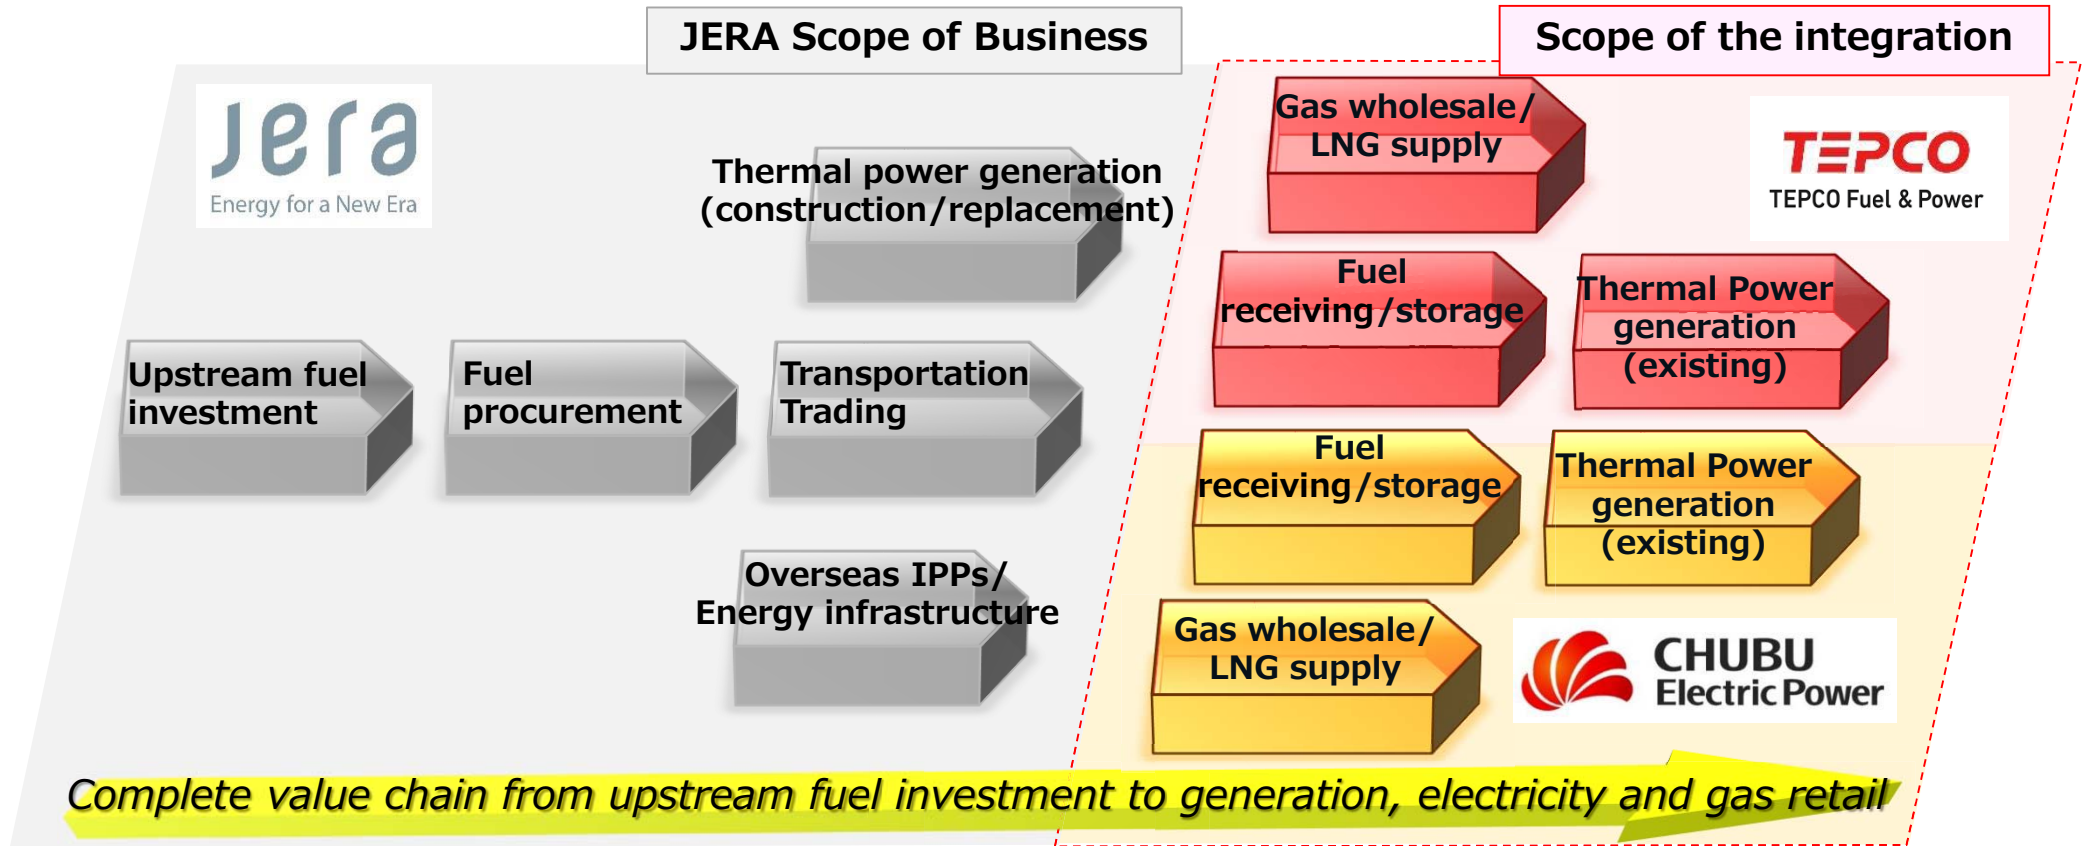 JERA Scope of Business
Scope of the integration
Jera
Energy for a New Era
Thermal power generation
(construction/replacement)
Upstream fuel
investment
Fuel
procurement
Transportation
Trading
Overseas IPPs/
Energy infrastructure
Gas wholesale/
LNG supply
TEPCO
TEPCO Fuel & Power
Fuel
receiving/storage
Thermal Power
generation
(existing)
Fuel
receiving/storage
Thermal Power
generation
(existing)
Gas wholesale/
LNG supply
CHUBU
Electric Power
Complete value chain from upstream fuel investment to generation, electricity and gas retail